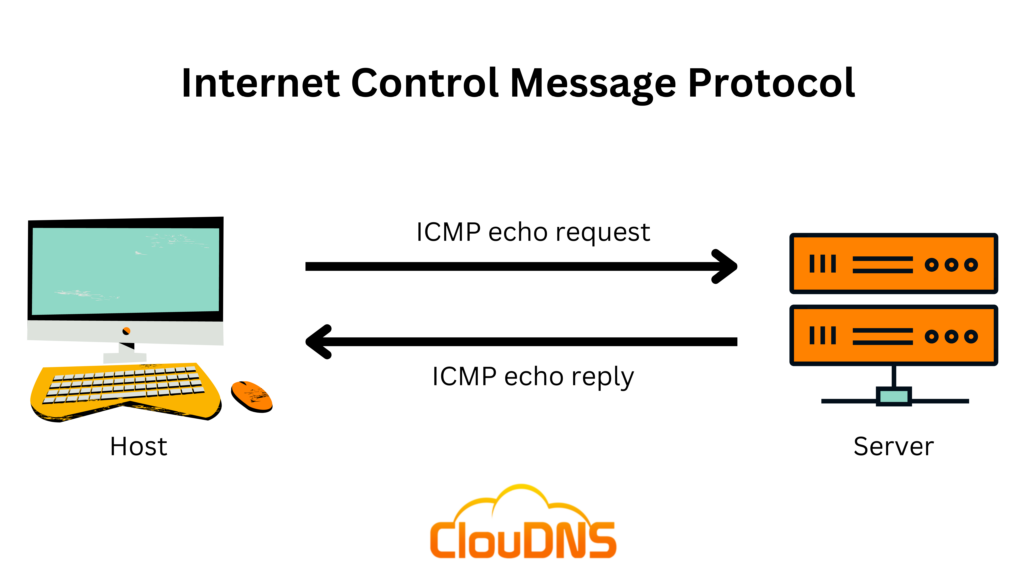 Internet Control Message Protocol
ICMP echo request
ICMP echo reply
Host
Server
ClouDNS